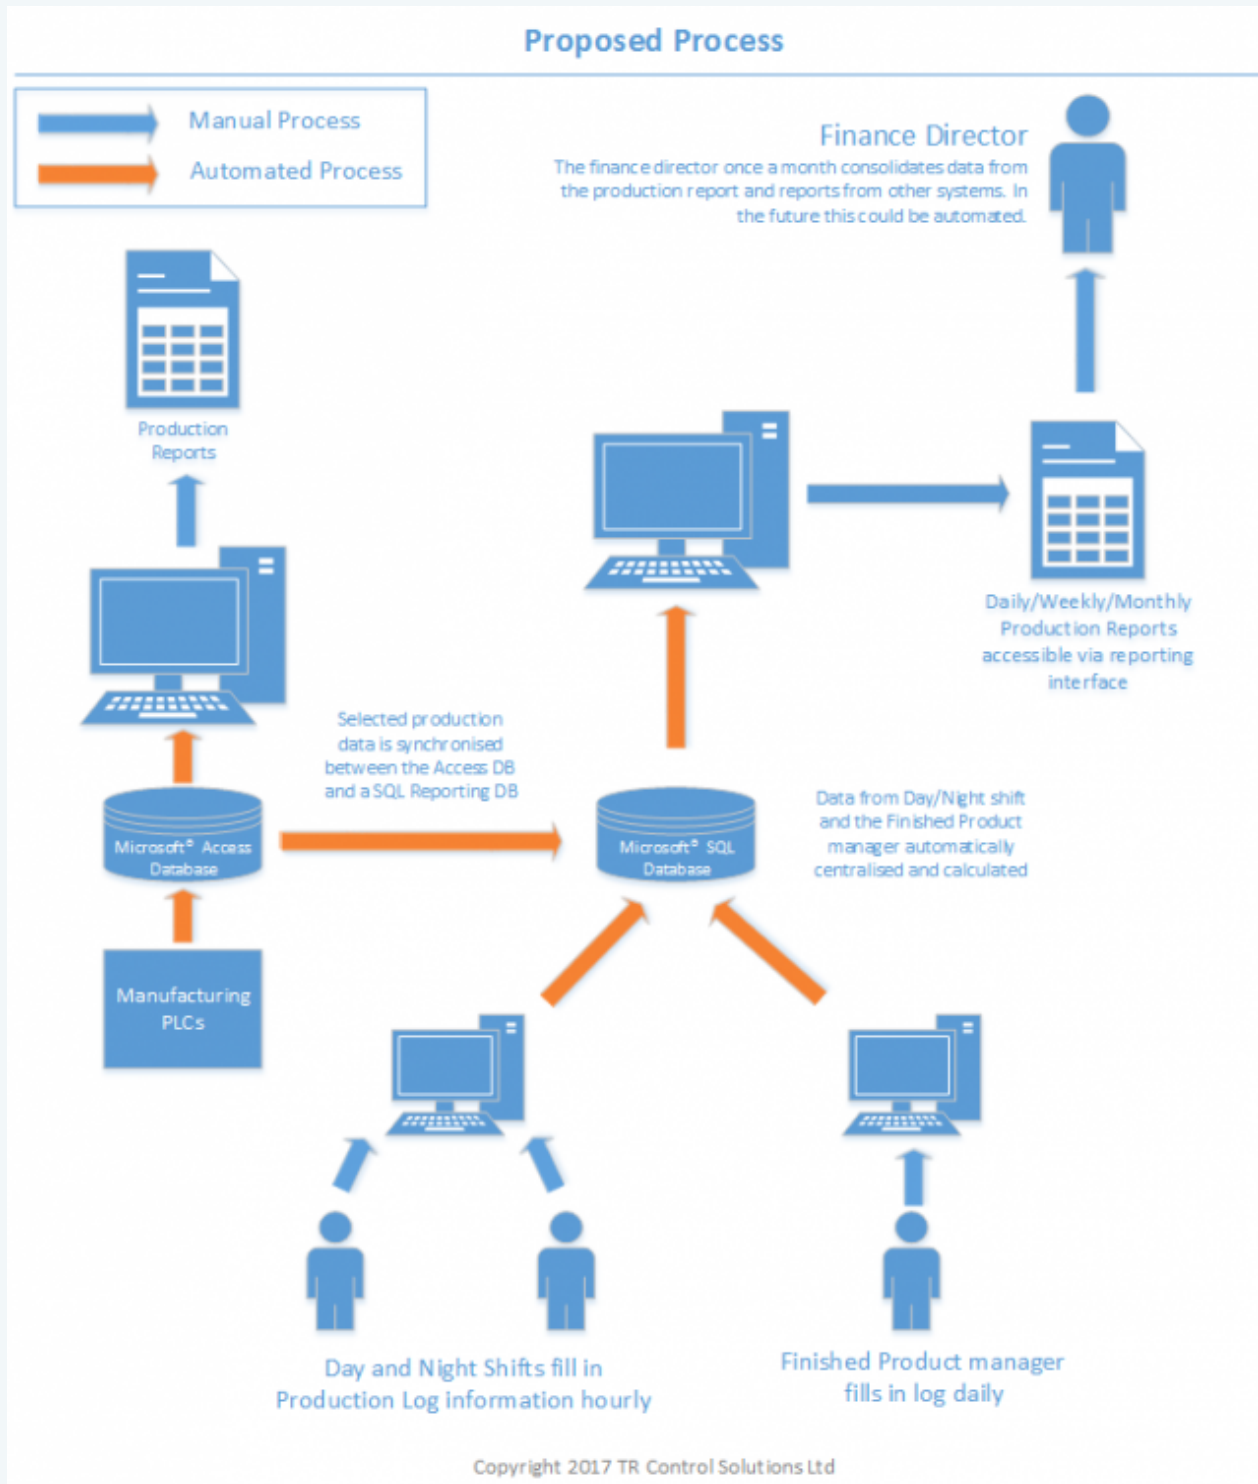 Proposed Process
Manual Process
Automated Process
Finance Director
The finance director once a month consolidates data from
the production report and reports from other systems. In
the future this could be automated.
Production
Reports
Daily/Weekly/Monthly
Production Reports
accessible via reporting
interface
Selected production
data is synchronised
between the Access DB
and a SQL Reporting DB
Microsoft® Access
Database
Microsoft® SQL
Database
Data from Day/Night shift
and the Finished Product
manager automatically
centralised and calculated
Manufacturing
PLCs
Day and Night Shifts fill in
Production Log information hourly
Finished Product manager
fills in log daily
Copyright 2017 TR Control Solutions Ltd